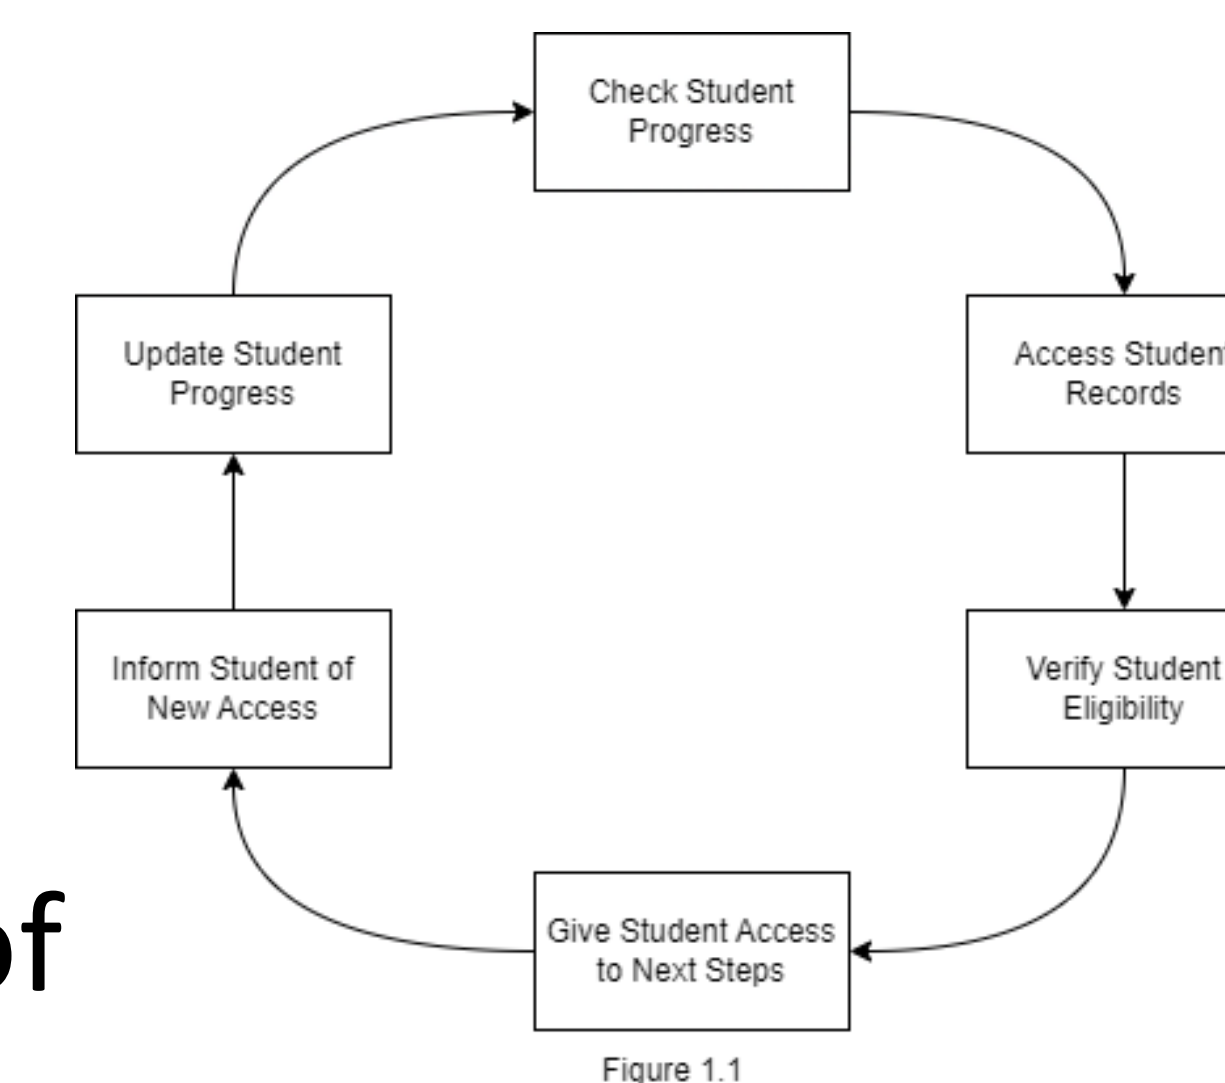 Check Student
Progress
Update Student
Progress
Access Student
Records
Inform Student of
New Access
Verify Student
Eligibility
of
Give Student Access
to Next Steps
Figure 1.1